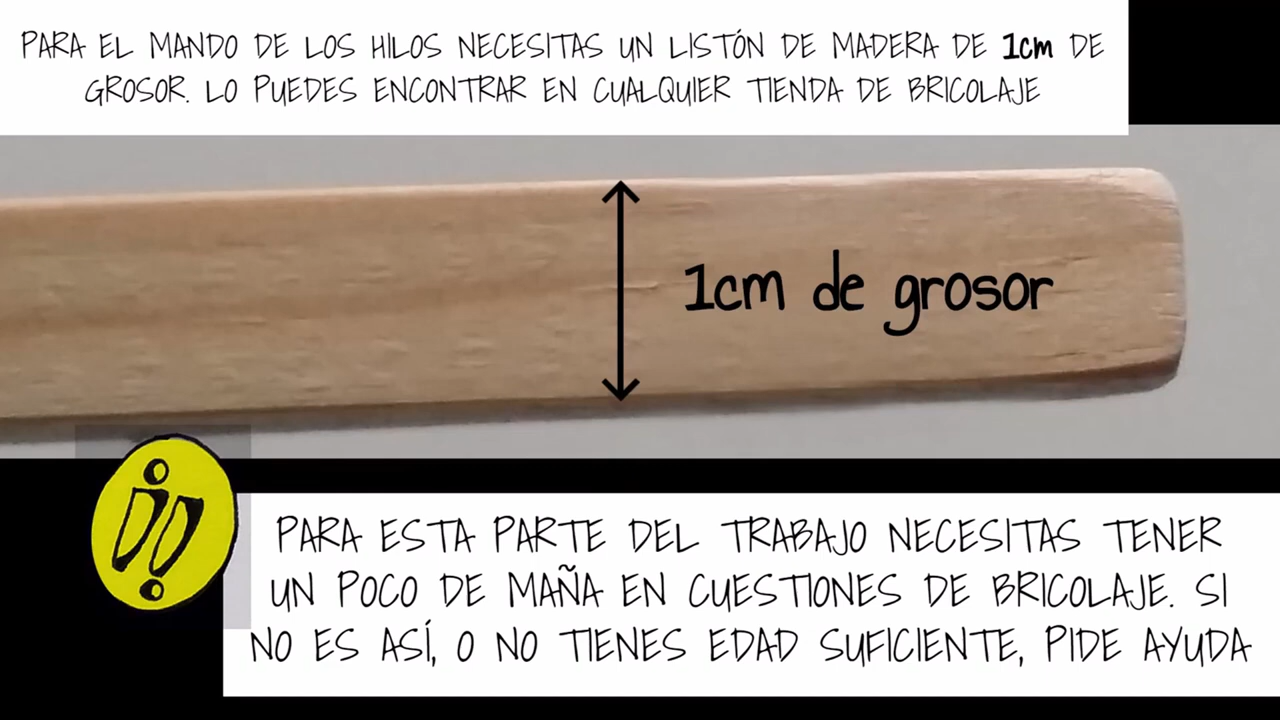 PARA EL MANDO DE LOS HILOS NECESITAS UN LISTÓN DE MADERA DE 1cm DE
GROSOR. LO PUEDES ENCONTRAR EN CUALQUIER TIENDA DE BRICOLAJE
1cm de grosor
¡!
PARA ESTA PARTE DEL TRABAJO NECESITAS TENER
UN POCO DE MAÑA EN CUESTIONES DE BRICOLAJE. SI
NO ES ASÍ, O NO TIENES EDAD SUFICIENTE, PIDE AYUDA